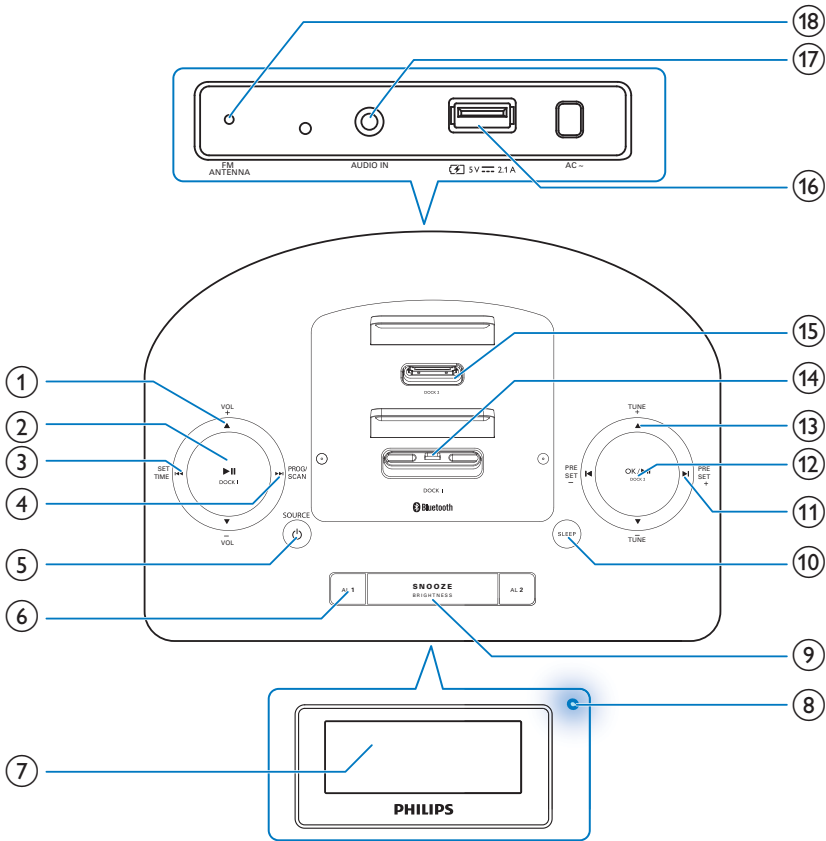 18
17
FM
ANTENNA
AUDIO IN
5V 2.1 A
AC ~
16
15
DOCK 2
1
14
VOL
+
TUNE
+
2
13
3
SET
TIME
DOCK 1
PROG/
SCAN
PRE
SET
−
OK /
DOCK 2
PRE
SET
+
12
4
DOCK 1
11
Bluetooth
SOURCE
−
VOL
SLEEP
−
TUNE
5
10
6
AL 1
SNOOZE
BRIGHTNESS
AL 2
9
8
7
PHILIPS